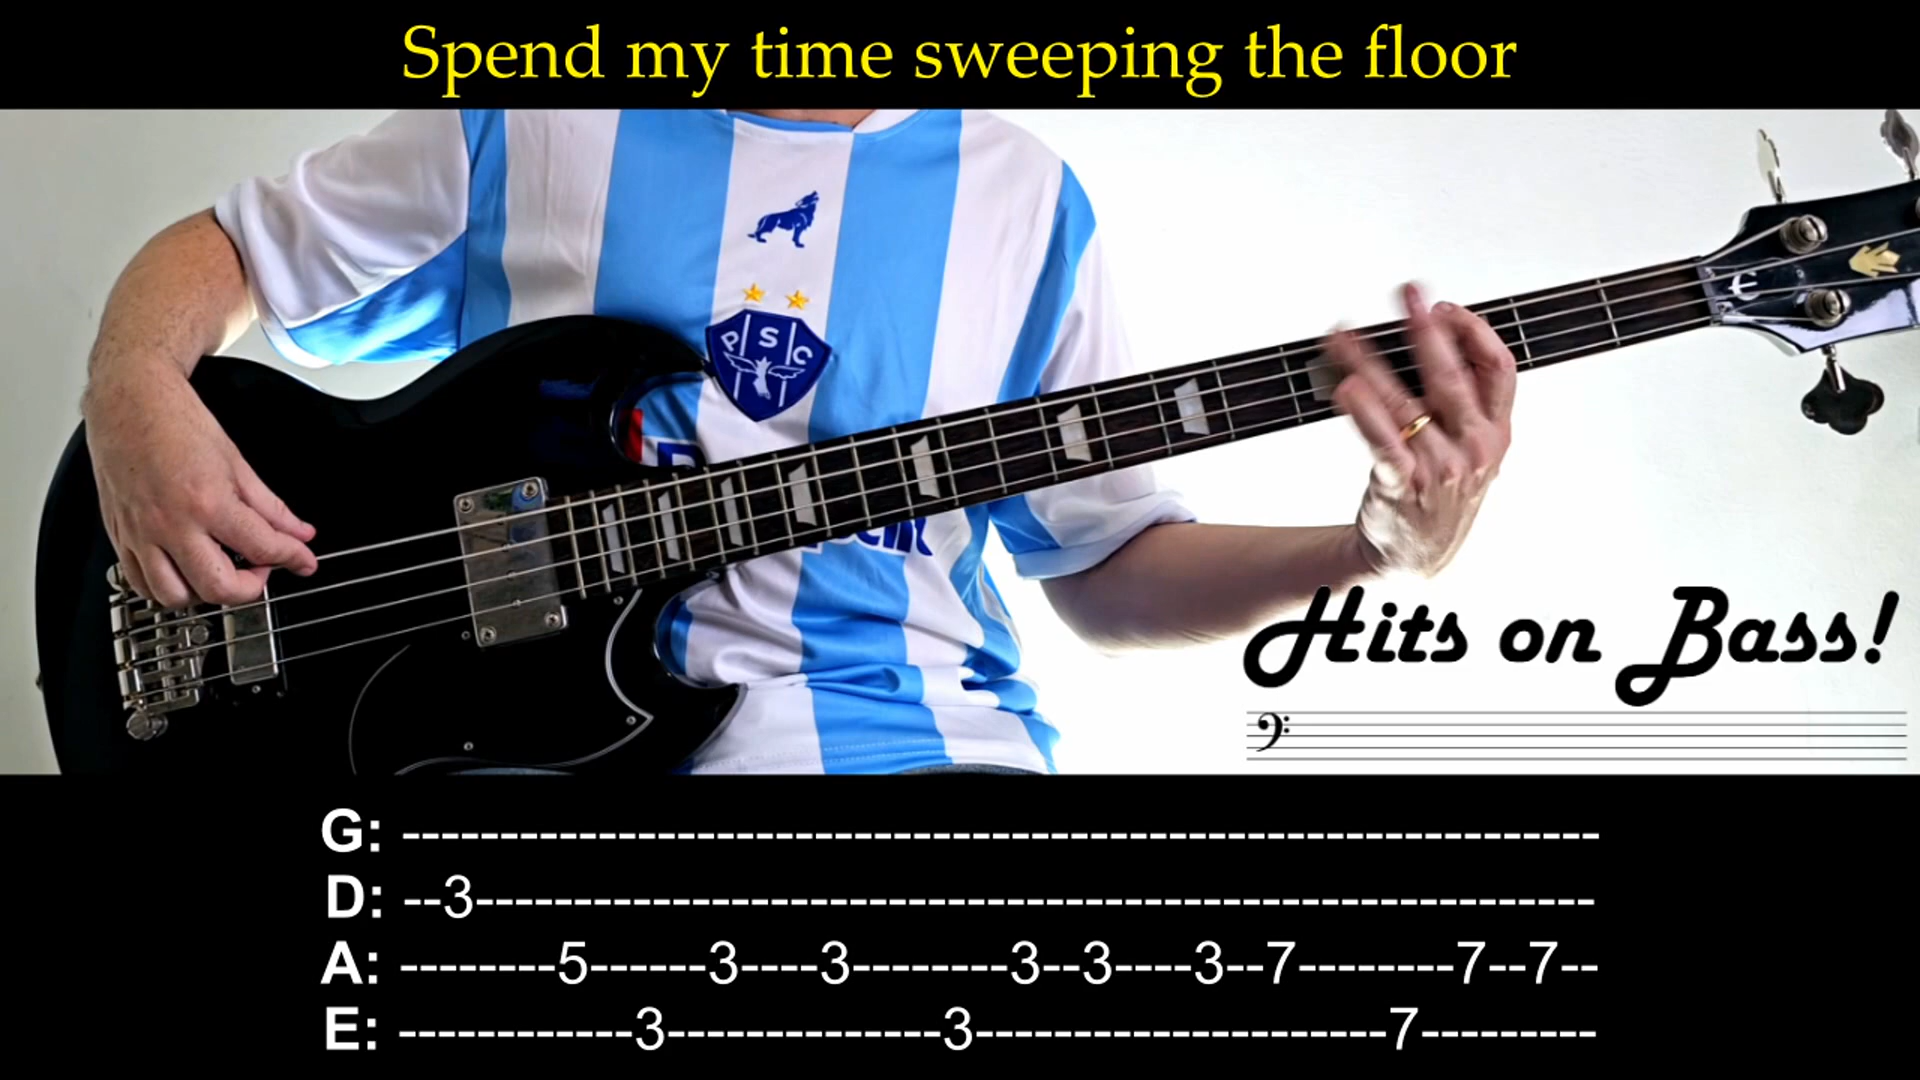 Spend my time sweeping the floor
PSC
Hits on Bass!
G: -------------------------------------------------------------
D: --3---------------------------------------------------------
A: --------5------3----3--------3--3----3--7--------7--7--
E: ------------3--------------3---------------------7---------